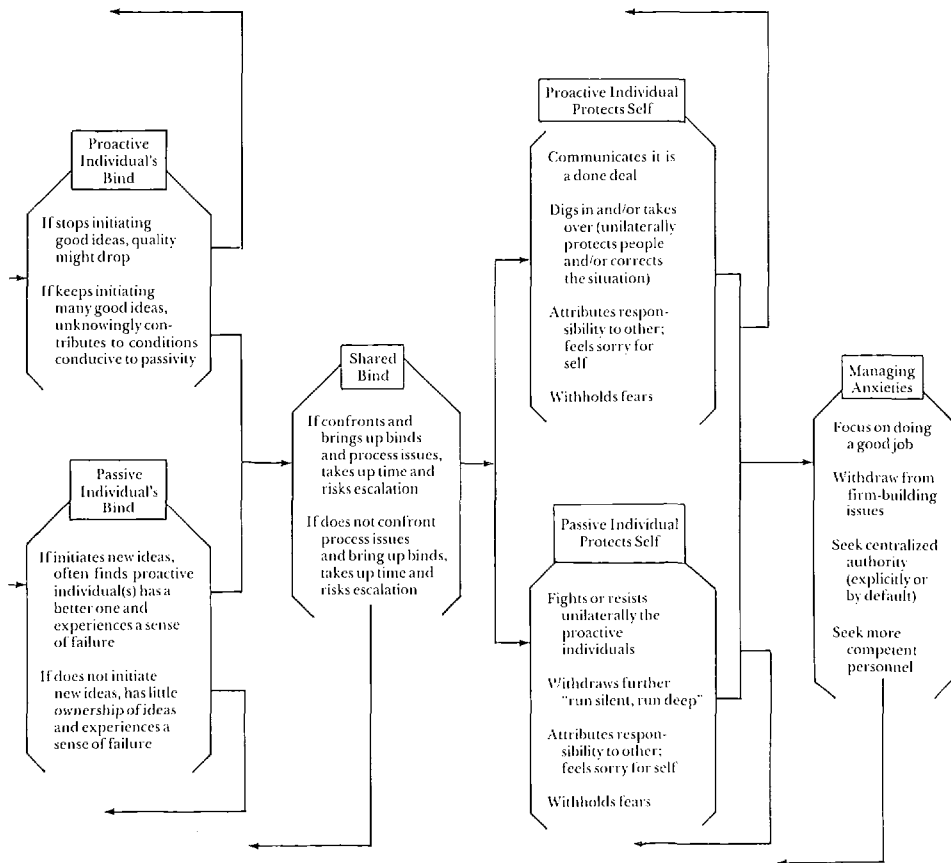 Proactive
Individual's
Bind
If stops initiating
good ideas, quality
might drop
If keeps initiating
many good ideas,
unknowingly con-
tributes to conditions
conducive to passivity
Passive
Individual's
Bind
If initiates new ideas,
often finds proactive
individual(s) has a
better one and
experiences a sense
of failure
If does not initiate
new ideas, has little
ownership of ideas
and experiences a
sense of failure
Shared
Bind
If confronts and
brings up binds
and process issues,
takes up time and
risks escalation
If does not confront
process issues
and bring up binds,
takes up time and
risks escalation
Proactive Individual
Protects Self
Communicates it is
a done deal
Digs in and/or takes
over (unilaterally
protects people
and/or corrects
the situation)
Attributes respon-
sibility to other;
feels sorry for
self
Withholds fears
Passive Individual
Protects Self
Fights or resists
unilaterally the
proactive
individuals
Withdraws further
"run silent, run deep"
Attributes respon-
sibility to other;
feels sorry for self
Withholds fears
Managing
Anxieties
Focus on doing
a good job
Withdraw from
firm-building
issues
Seek centralized
authority
(explicitly or
by default)
Seek more
competent
personnel